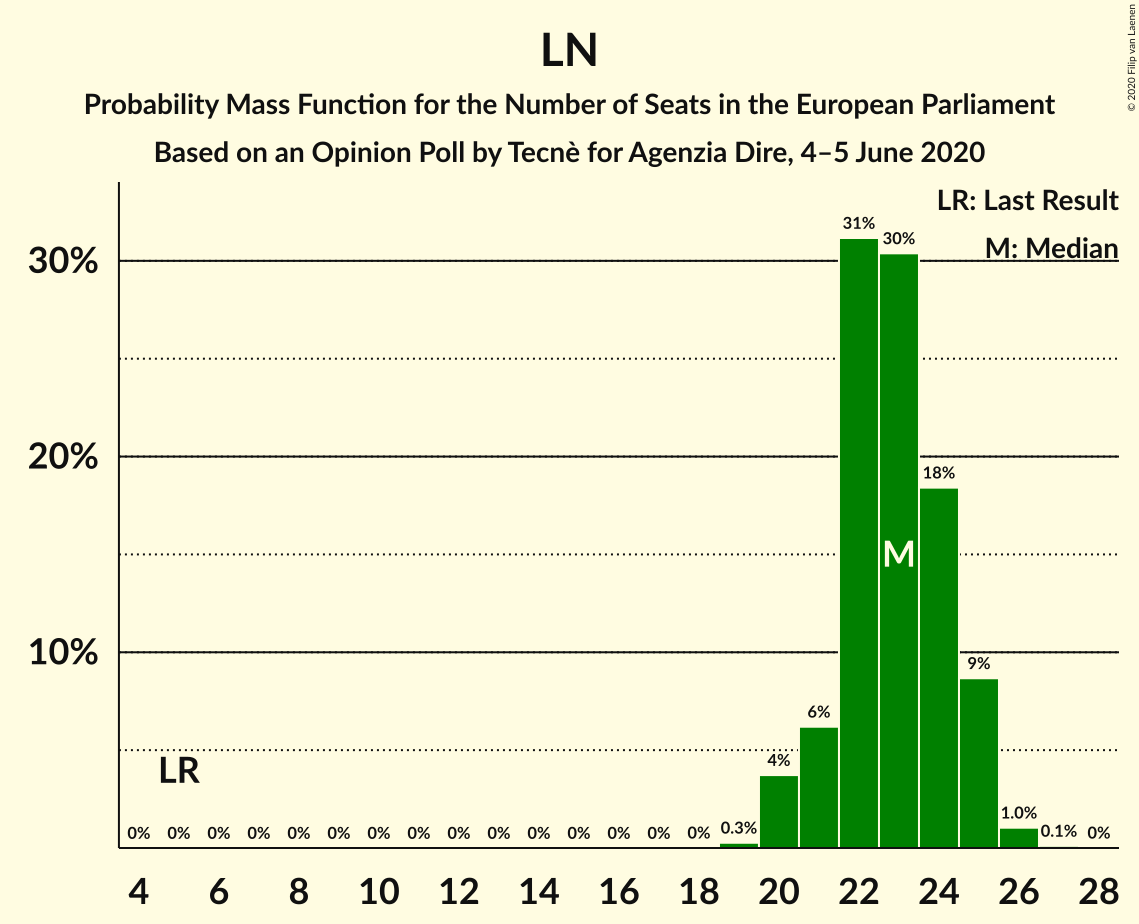 LN
Probability Mass Function for the Number of Seats in the European Parliament
Based on an Opinion Poll by Tecnè for Agenzia Dire, 4–5 June 2020
© 2020 Filip van Laenen
LR: Last Result
M: Median
30%
20%
10%
31%
30%
18%
9%
6%
4%
1.0%
0.3%
0.1%
M
LR
0% 0% 0% 0% 0% 0% 0% 0% 0% 0% 0% 0% 0% 0% 0% 0%
4 6 8 10 12 14 16 18 20 22 24 26 28